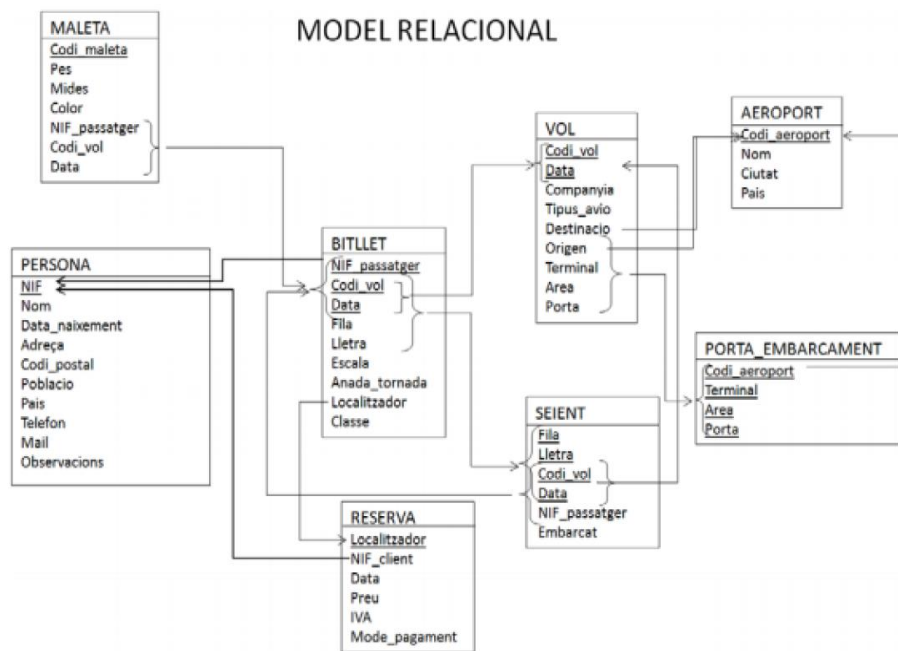 MODEL RELACIONAL
MALETA
Codi_maleta
Pes
Mides
Color
NIF_passatger
Codi_vol
Data
PERSONA
NIF
Nom
Data_naixement
Adreça
Codi_postal
Poblacio
Pais
Telefon
Mail
Observacions
BITLLET
NIF_passatger
Codi_vol
Data
Fila
Lletra
Escala
Anada_tornada
Localitzador
Classe
RESERVA
Localitzador
NIF_client
Data
Preu
IVA
Mode_pagament
VOL
Codi_vol
Data
Companyia
Tipus_avio
Destinacio
Origen
Terminal
Area
Porta
SEIENT
Fila
Lletra
Codi_vol
Data
NIF_passatger
Embarcat
AEROPORT
Codi_aeroport
Nom
Ciutat
Pais
PORTA_EMBARCAMENT
Codi_aeroport
Terminal
Area
Porta